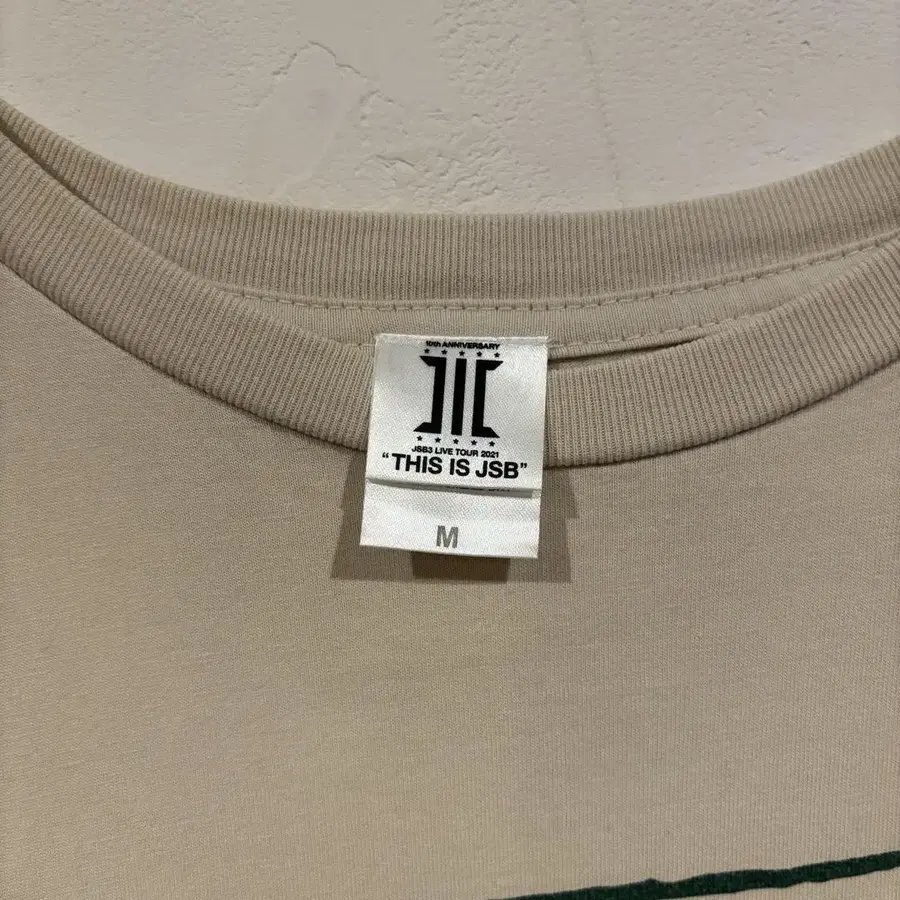 10th ANNIVERSARY
JSB3 LIVE TOUR 2021
"THIS IS JSB"
M